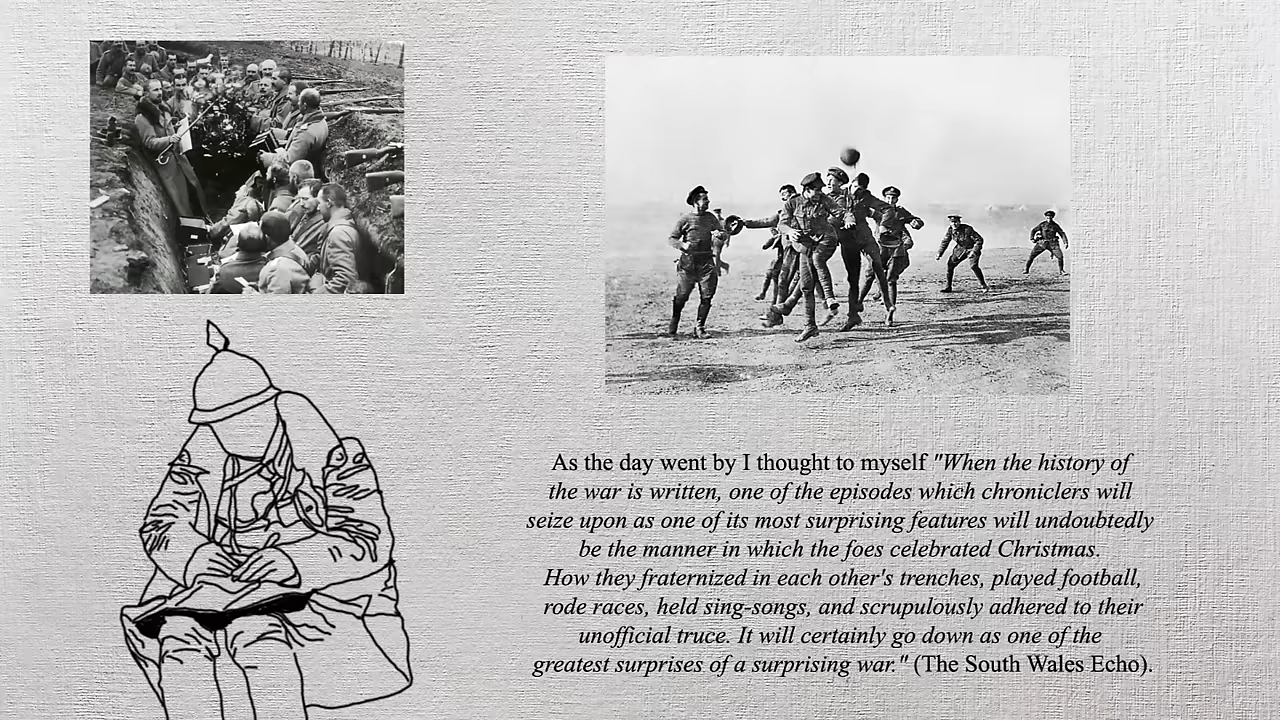 As the day went by I thought to myself "When the history of
the war is written, one of the episodes which chroniclers will
seize upon as one of its most surprising features will undoubtedly
be the manner in which the foes celebrated Christmas.
How they fraternized in each other's trenches, played football,
rode races, held sing-songs, and scrupulously adhered to their
unofficial truce. It will certainly go down as one of the
greatest surprises of a surprising war." (The South Wales Echo).